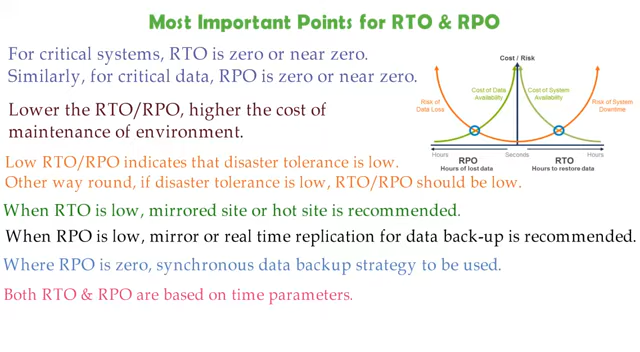 Most Important Points for RTO & RPO
For critical systems, RTO is zero or near zero.
Similarly, for critical data, RPO is zero or near zero.
Lower the RTO/RPO, higher the cost of
maintenance of environment.
Cost / Risk
Cost of Data
Availability
Cost of System
Availability
Risk of
Data Loss
Risk of System
Downtime
Hours
Seconds
Hours
RPO
Hours of lost data
RTO
Hours to restore data
Low RTO/RPO indicates that disaster tolerance is low.
Other way round, if disaster tolerance is low, RTO/RPO should be low.
When RTO is low, mirrored site or hot site is recommended.
When RPO is low, mirror or real time replication for data back-up is recommended.
Where RPO is zero, synchronous data backup strategy to be used.
Both RTO & RPO are based on time parameters.